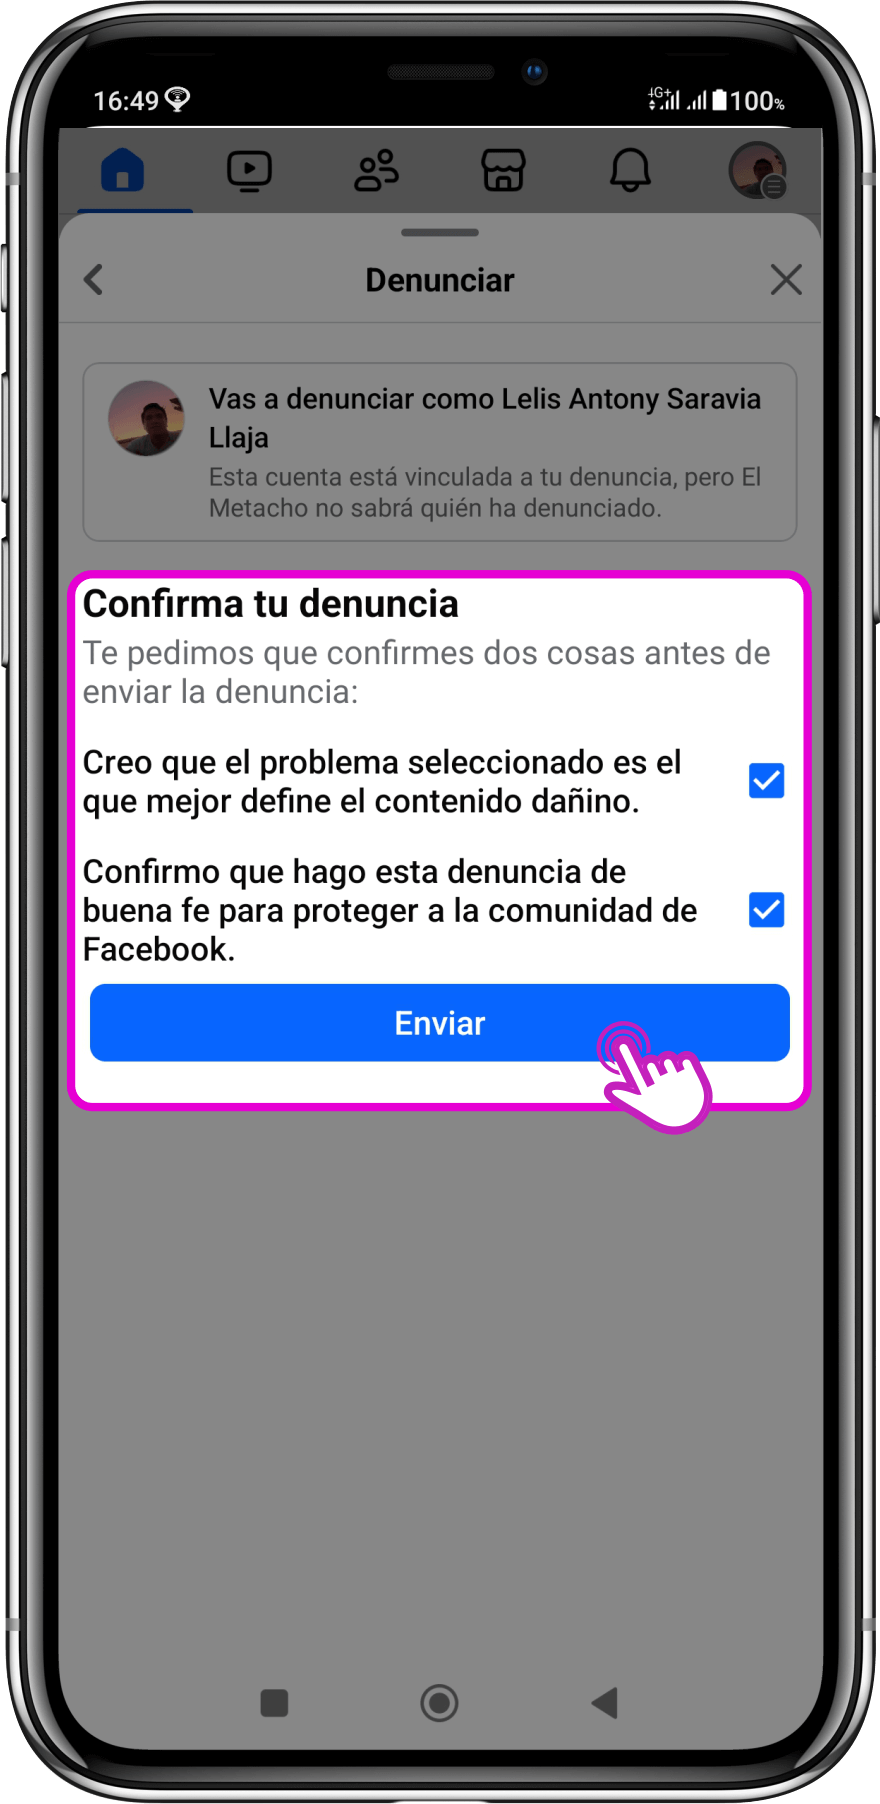 16:49 4G+ 100%
Denunciar
Vas a denunciar como Lelis Antony Saravia
Llaja
Esta cuenta está vinculada a tu denuncia, pero El
Metacho no sabrá quién ha denunciado.
Confirma tu denuncia
Te pedimos que confirmes dos cosas antes de
enviar la denuncia:
Creo que el problema seleccionado es el
que mejor define el contenido dañino.
Confirmo que hago esta denuncia de
buena fe para proteger a la comunidad de
Facebook.
Enviar